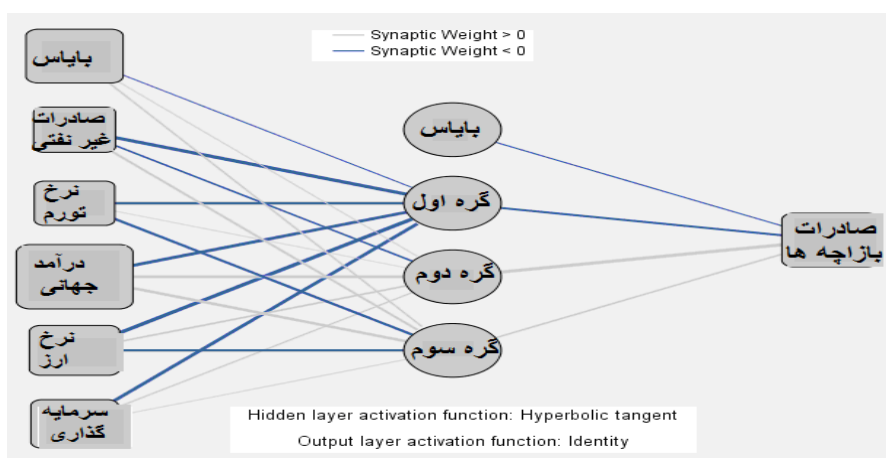 Synaptic Weight > 0
Synaptic Weight < 0
بایاس
صادرات
غیر نفتی
نرخ
تورم
درآمد
جهانی
نرخ
ارز
سرمایه
گذاری
بایاس
گره اول
گره دوم
گره سوم
صادرات
بازاچه ها
Hidden layer activation function: Hyperbolic tangent
Output layer activation function: Identity